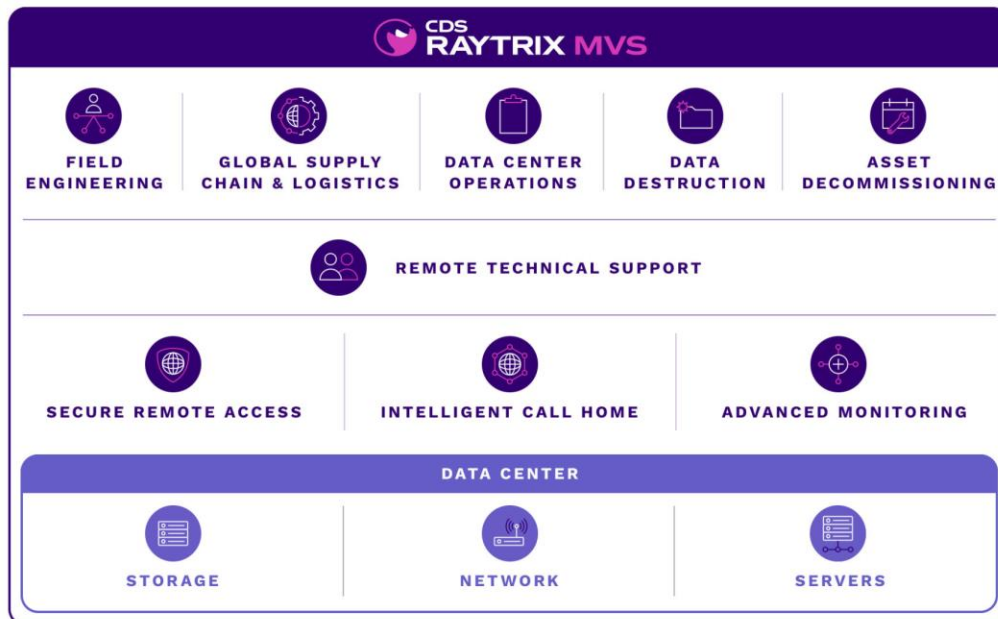 CDS
RAYTRIX MVS
FIELD
ENGINEERING
GLOBAL SUPPLY
CHAIN & LOGISTICS
DATA CENTER
OPERATIONS
DATA
DESTRUCTION
ASSET
DECOMMISSIONING
REMOTE TECHNICAL SUPPORT
SECURE REMOTE ACCESS
INTELLIGENT CALL HOME
ADVANCED MONITORING
DATA CENTER
STORAGE
NETWORK
SERVERS